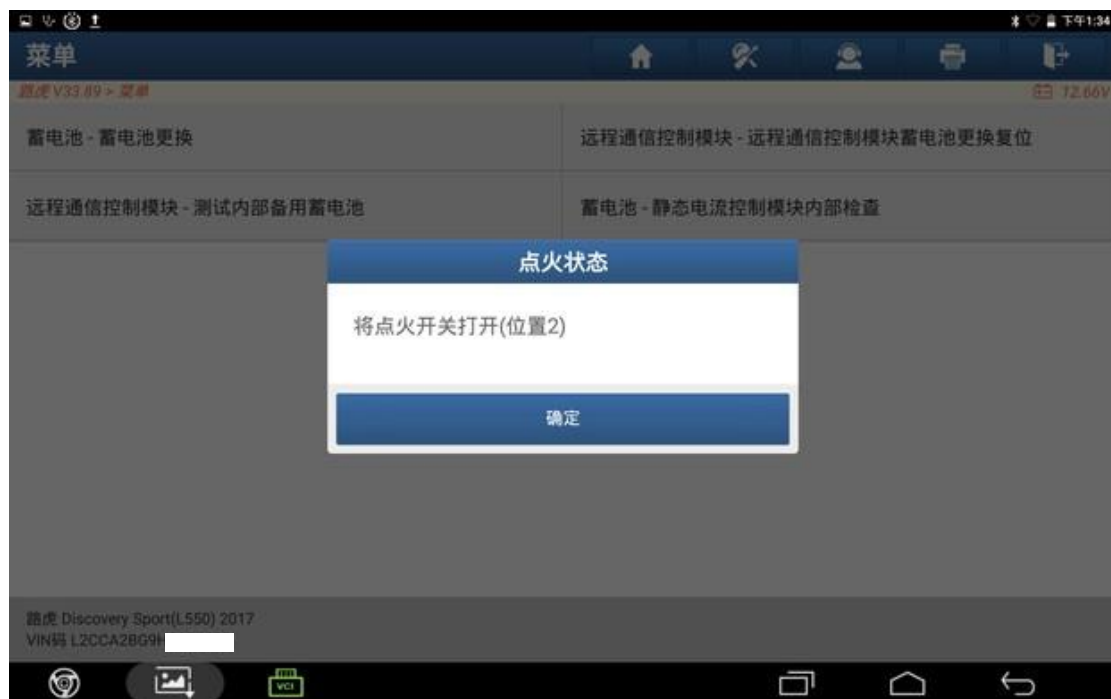 下午1:34
菜单
路虎 V33.89 > 菜单
12.66V
蓄电池 - 蓄电池更换
远程通信控制模块 - 远程通信控制模块蓄电池更换复位
远程通信控制模块 - 测试内部备用蓄电池
蓄电池 - 静态电流控制模块内部检查
点火状态
将点火开关打开(位置2)
确定
路虎 Discovery Sport(L550) 2017
VIN码 L2CCA2BG9H
VCI